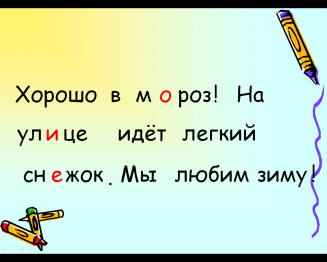 Хорошо в мороз! На
улице идёт легкий
снежок. Мы любим зиму!